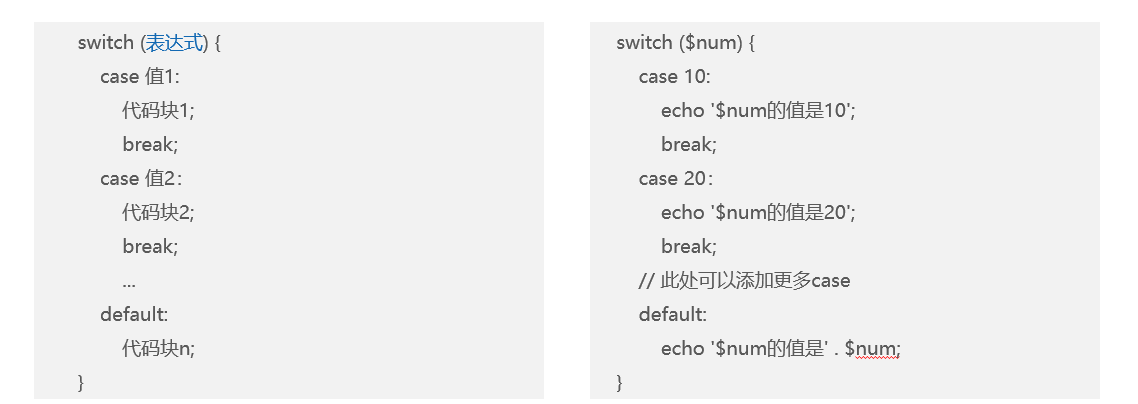 switch (表达式) {
case 值1:
代码块1;
break;
case 值2：
代码块2;
break;
...
default:
代码块n;
}
switch ($num) {
case 10:
echo '$num的值是10';
break;
case 20：
echo '$num的值是20';
break;
// 此处可以添加更多case
default:
echo '$num的值是' . $num;
}